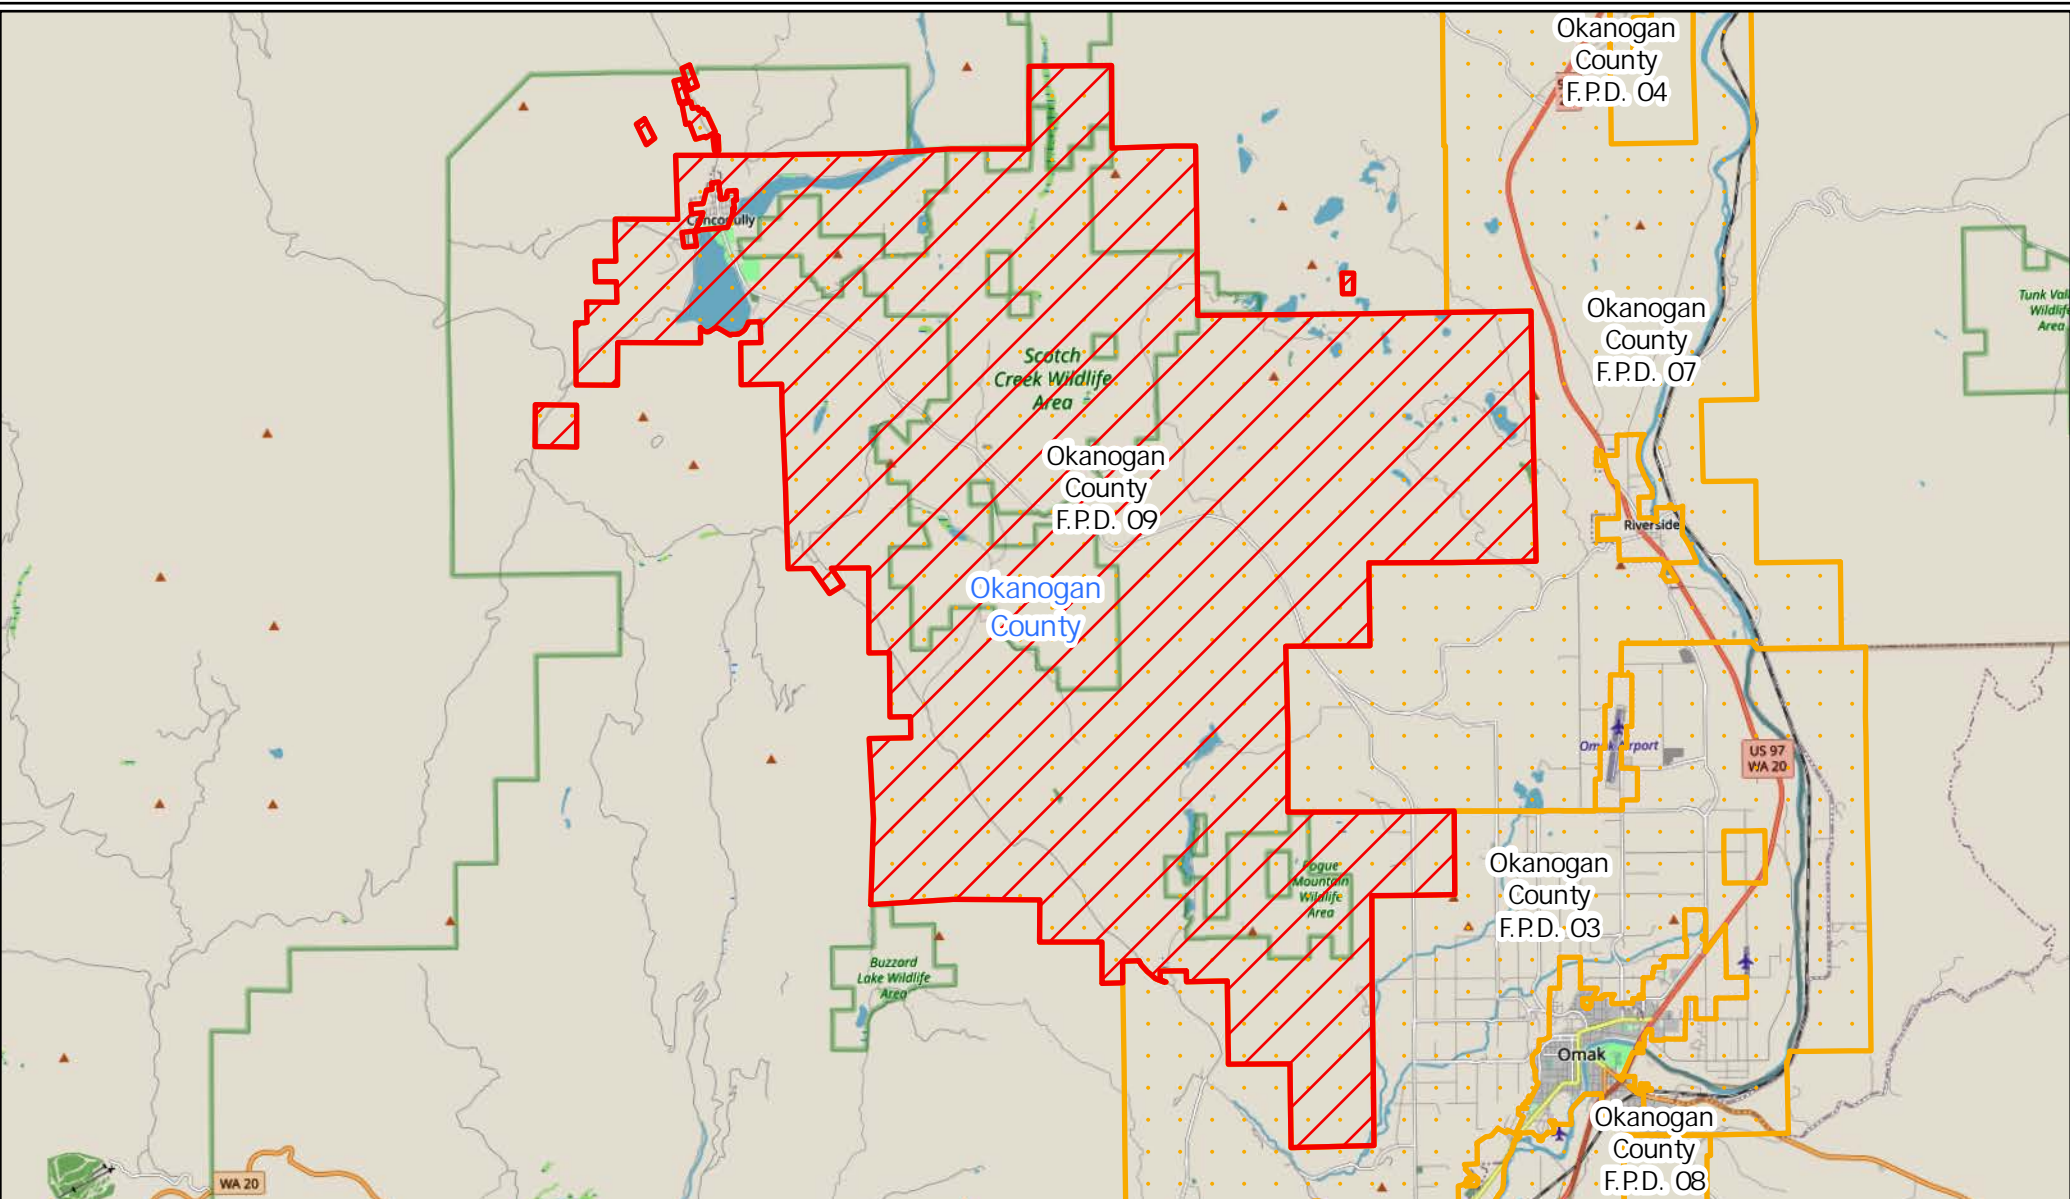 Okanogan
County
F.P.D. 04
Conconully
Tunk
Wildlife
Area
Okanogan
County
F.P.D. 07
Scotch
Creek Wildlife
Area
Okanogan
County
F.P.D. 09
Riverside
Okanogan
County
Omak Airport
US 97
WA 20
Pogue
Mountain
Wildlife
Area
Okanogan
County
F.P.D. 03
Buzzard
Lake Wildlife
Area
Omak
Okanogan
County
F.P.D. 08
WA 20